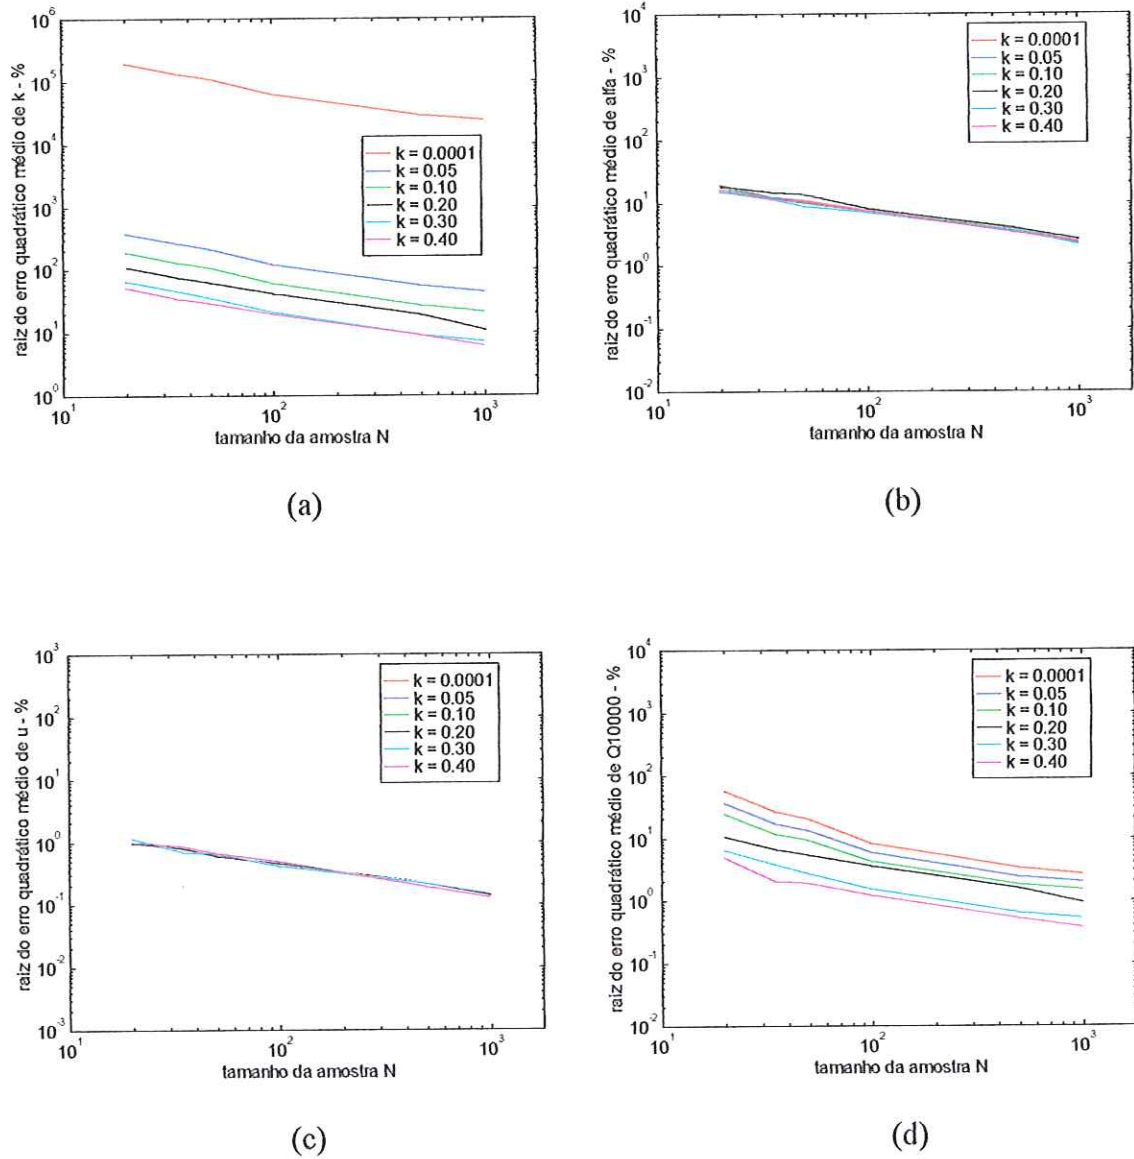 raiz do erro quadrático médio de k - %
10^6
10^5
10^4
10^3
10^2
10^1
10^0
k = 0.0001
k = 0.05
k = 0.10
k = 0.20
k = 0.30
k = 0.40
10^1
10^2
10^3
tamanho da amostra N
(a)
raiz do erro quadrático médio de alfa - %
10^4
10^3
10^2
10^1
10^0
10^-1
10^-2
k = 0.0001
k = 0.05
k = 0.10
k = 0.20
k = 0.30
k = 0.40
10^1
10^2
10^3
tamanho da amostra N
(b)
raiz do erro quadrático médio de u - %
10^3
10^2
10^1
10^0
10^-1
10^-2
10^-3
k = 0.0001
k = 0.05
k = 0.10
k = 0.20
k = 0.30
k = 0.40
10^1
10^2
10^3
tamanho da amostra N
(c)
raiz do erro quadrático médio de Q10000 - %
10^4
10^3
10^2
10^1
10^0
10^-1
10^-2
k = 0.0001
k = 0.05
k = 0.10
k = 0.20
k = 0.30
k = 0.40
10^1
10^2
10^3
tamanho da amostra N
(d)